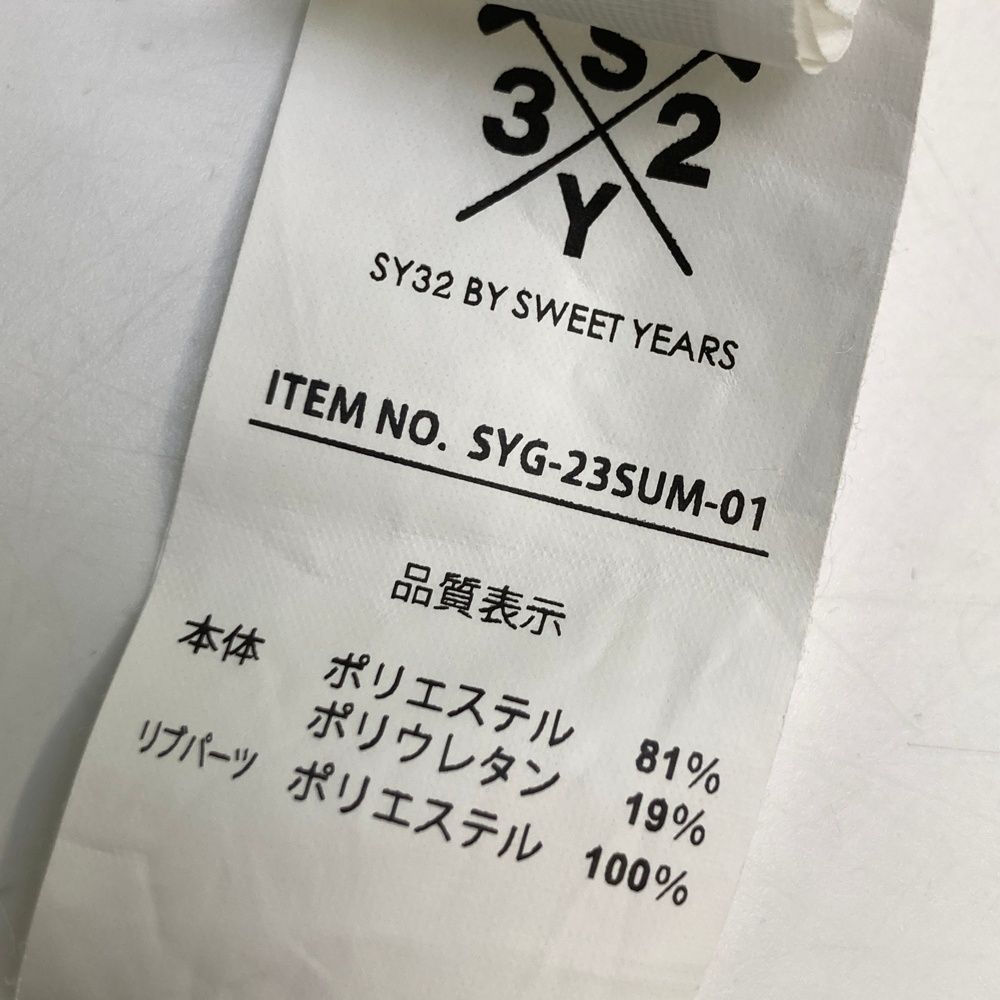 S
3 2
Y
SY32 BY SWEET YEARS
ITEM NO. SYG-23SUM-01
品質表示
本体 ポリエステル 81%
ポリウレタン 19%
リブパーツ ポリエステル 100%